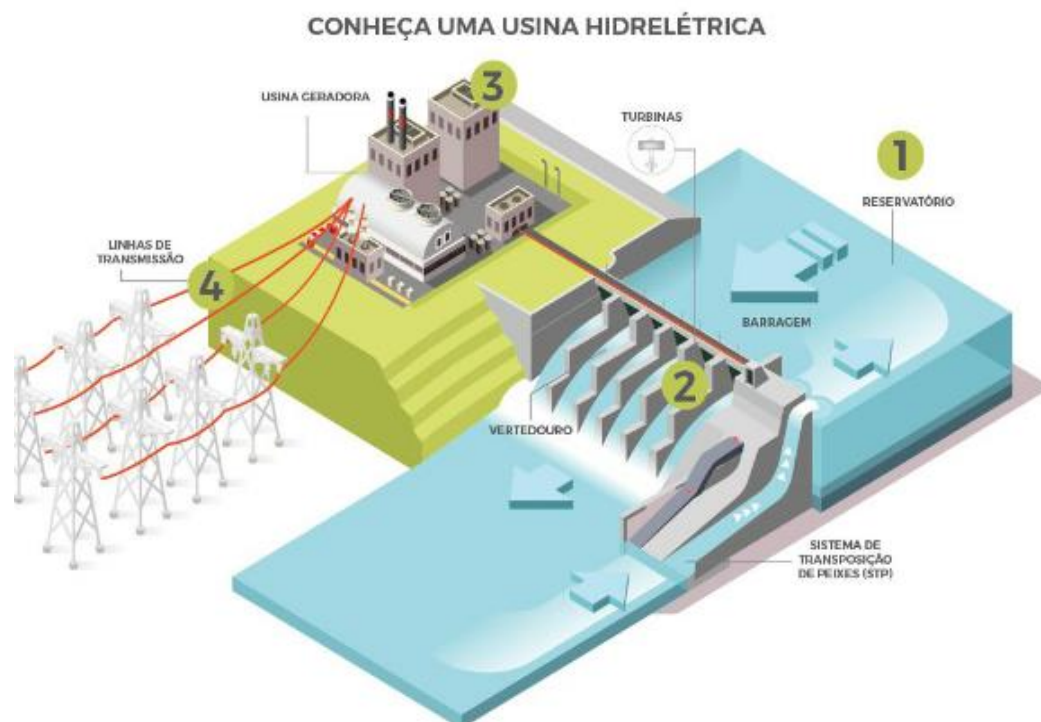 CONHEÇA UMA USINA HIDRELÉTRICA
3
USINA GERADORA
TURBINAS
1
RESERVATÓRIO
LINHAS DE
TRANSMISSÃO
4
BARRAGEM
2
VERTEDOURO
SISTEMA DE
TRANSPOSIÇÃO
DE PEIXES (STP)